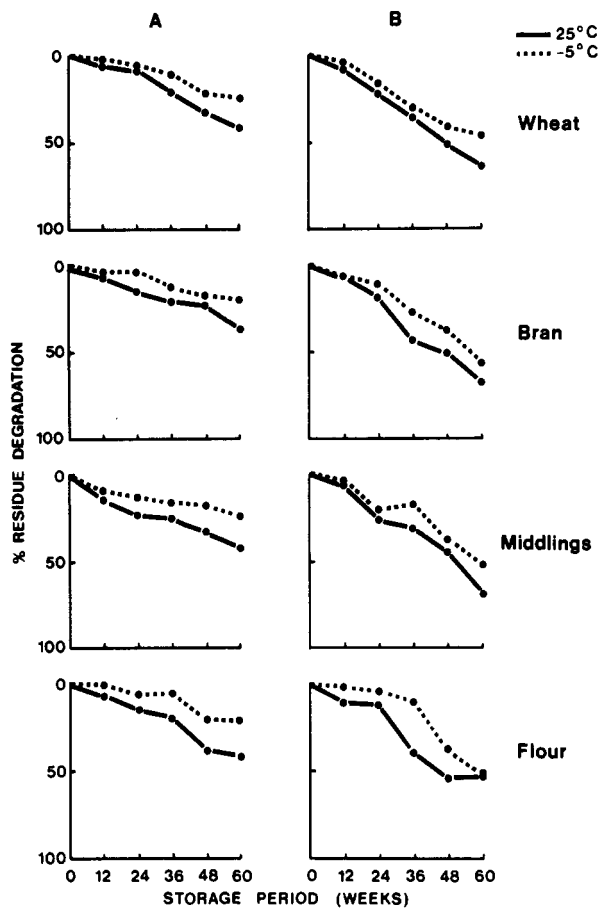 A B
25°C
-5°C
0
50
100
Wheat
0
50
100
Bran
0
50
100
Middlings
0
50
100
Flour
% RESIDUE DEGRADATION
0 12 24 36 48 60 0 12 24 36 48 60
STORAGE PERIOD (WEEKS)